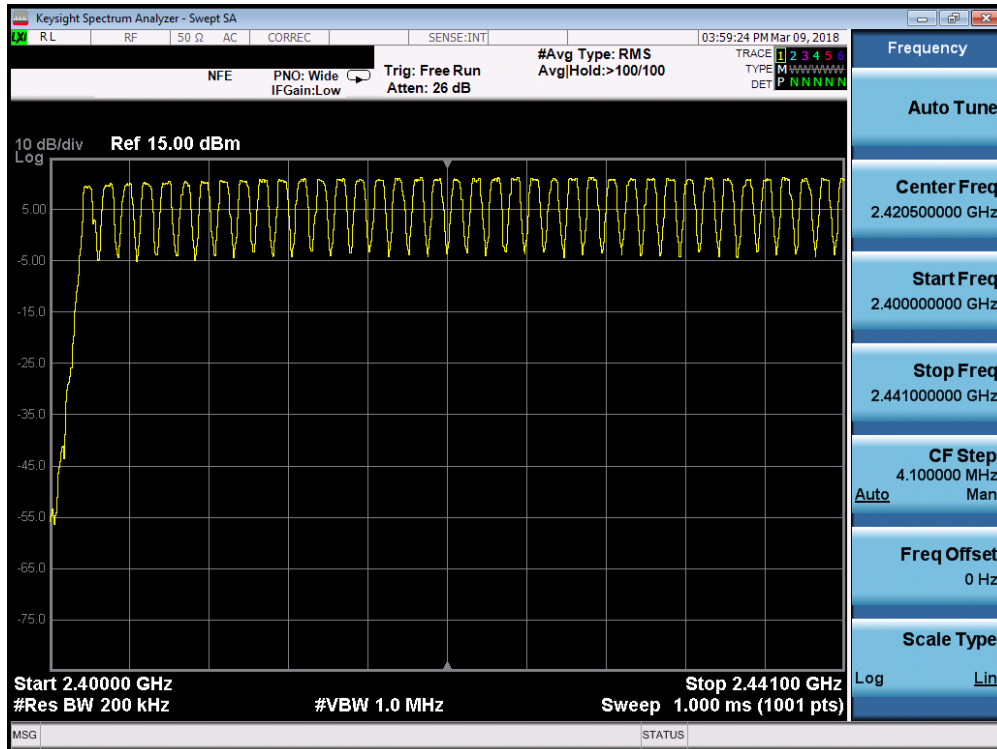 Keysight Spectrum Analyzer - Swept SA
LXI RL RF 50 Ω AC CORREC SENSE:INT 03:59:24 PM Mar 09, 2018
NFE PNO: Wide Trig: Free Run #Avg Type: RMS TRACE 1 2 3 4 5 6
IFGain:Low Atten: 26 dB Avg|Hold:>100/100 TYPE M WWWWW
DET P N N N N N
10 dB/div Ref 15.00 dBm
Log
5.00
-5.00
-15.0
-25.0
-35.0
-45.0
-55.0
-65.0
-75.0
Start 2.40000 GHz Stop 2.44100 GHz
#Res BW 200 kHz #VBW 1.0 MHz Sweep 1.000 ms (1001 pts)
MSG STATUS
Frequency
Auto Tune
Center Freq
2.420500000 GHz
Start Freq
2.400000000 GHz
Stop Freq
2.441000000 GHz
CF Step
4.100000 MHz
Auto Man
Freq Offset
0 Hz
Scale Type
Log Lin